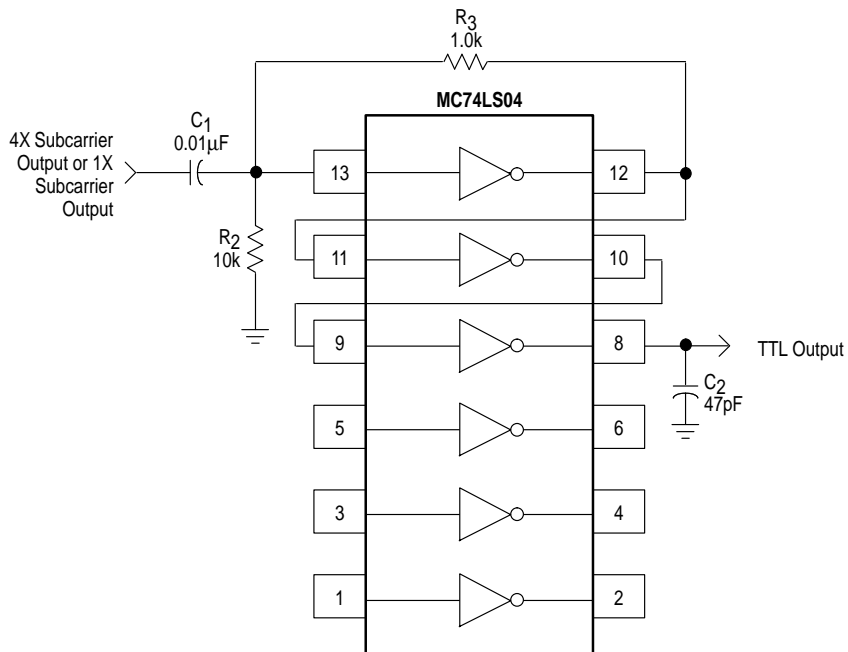 R3
1.0k
MC74LS04
C1
0.01µF
4X Subcarrier
Output or 1X
Subcarrier
Output
13
12
R2
10k
11
10
9
8
TTL Output
C2
47pF
5
6
3
4
1
2